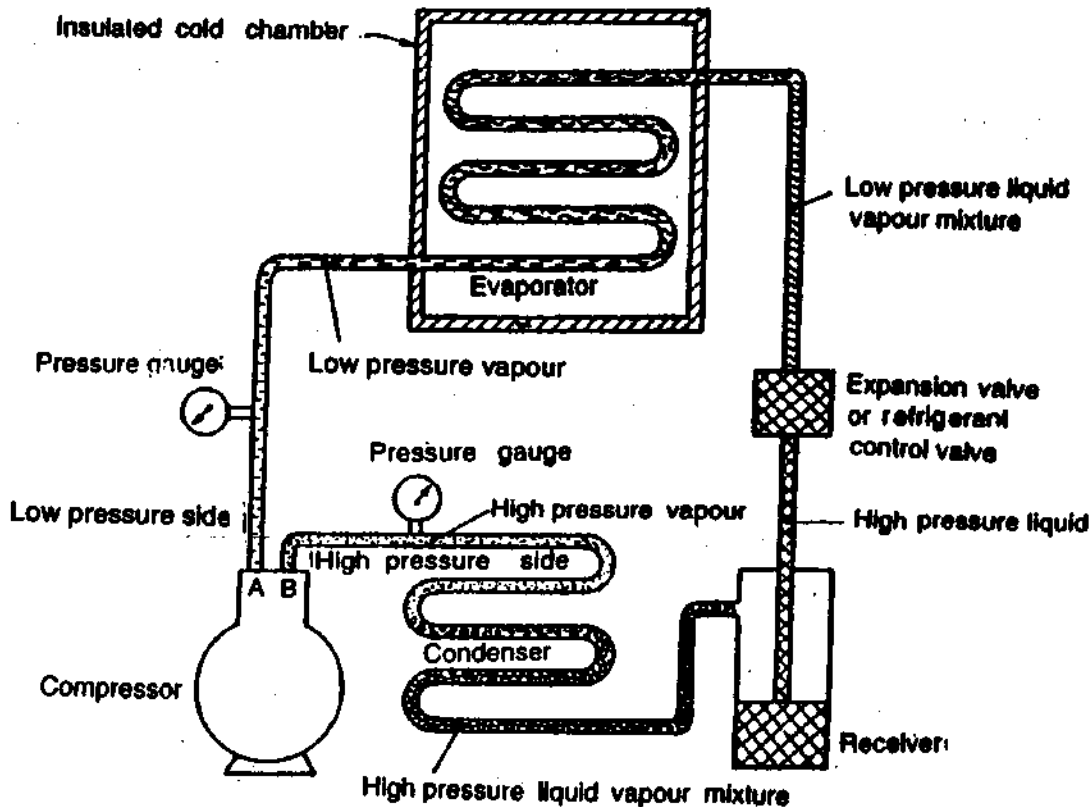 Insulated cold chamber
Low pressure liquid
vapour mixture
Evaporator
Pressure gauge
Low pressure vapour
Expansion valve
or refrigerant
control valve
Pressure gauge
High pressure vapour
High pressure liquid
Low pressure side
High pressure side
A B
Condenser
Compressor
Receiver
High pressure liquid vapour mixture